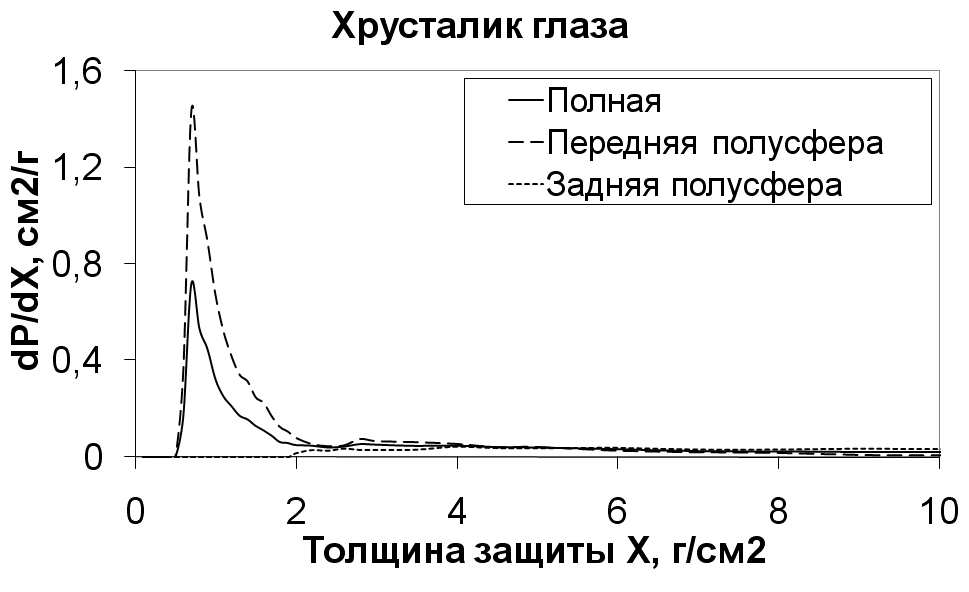 Хрусталик глаза
dP/dX, см2/г
1,6
1,2
0,8
0,4
0
Полная
Передняя полусфера
Задняя полусфера
0 2 4 6 8 10
Толщина защиты X, г/см2